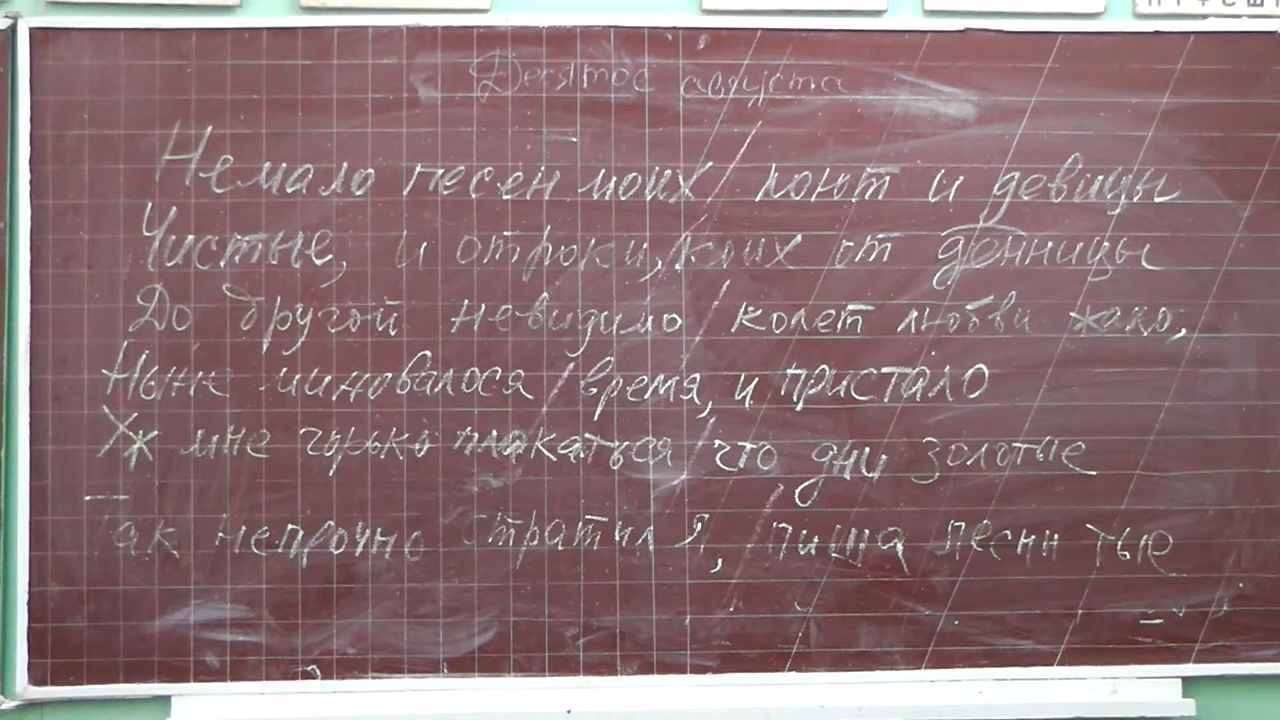 Десятое августа
Немало песен моих / поют и девицы
Чистые, и отроки, коих от денницы
До другой невидимо / колет любви жало,
Ныне миновалося / время, и пристало
Уж мне горько плакаться / что дни золотые
Так непрочно стратил я, / пиша песни тые